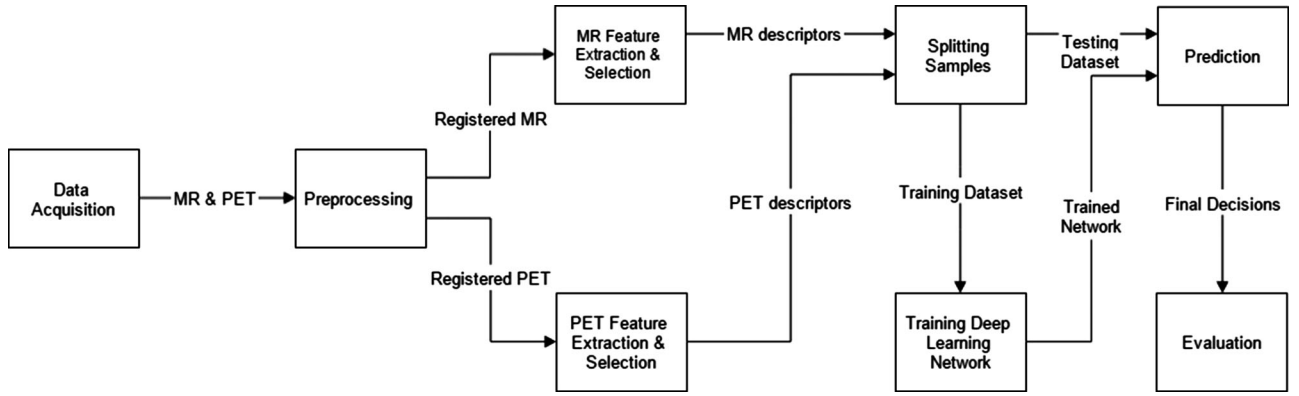 Data
Acquisition
MR & PET
Preprocessing
Registered MR
Registered PET
MR Feature
Extraction &
Selection
PET Feature
Extraction &
Selection
MR descriptors
PET descriptors
Splitting
Samples
Training Dataset
Training Deep
Learning
Network
Testing
Dataset
Trained
Network
Prediction
Final Decisions
Evaluation